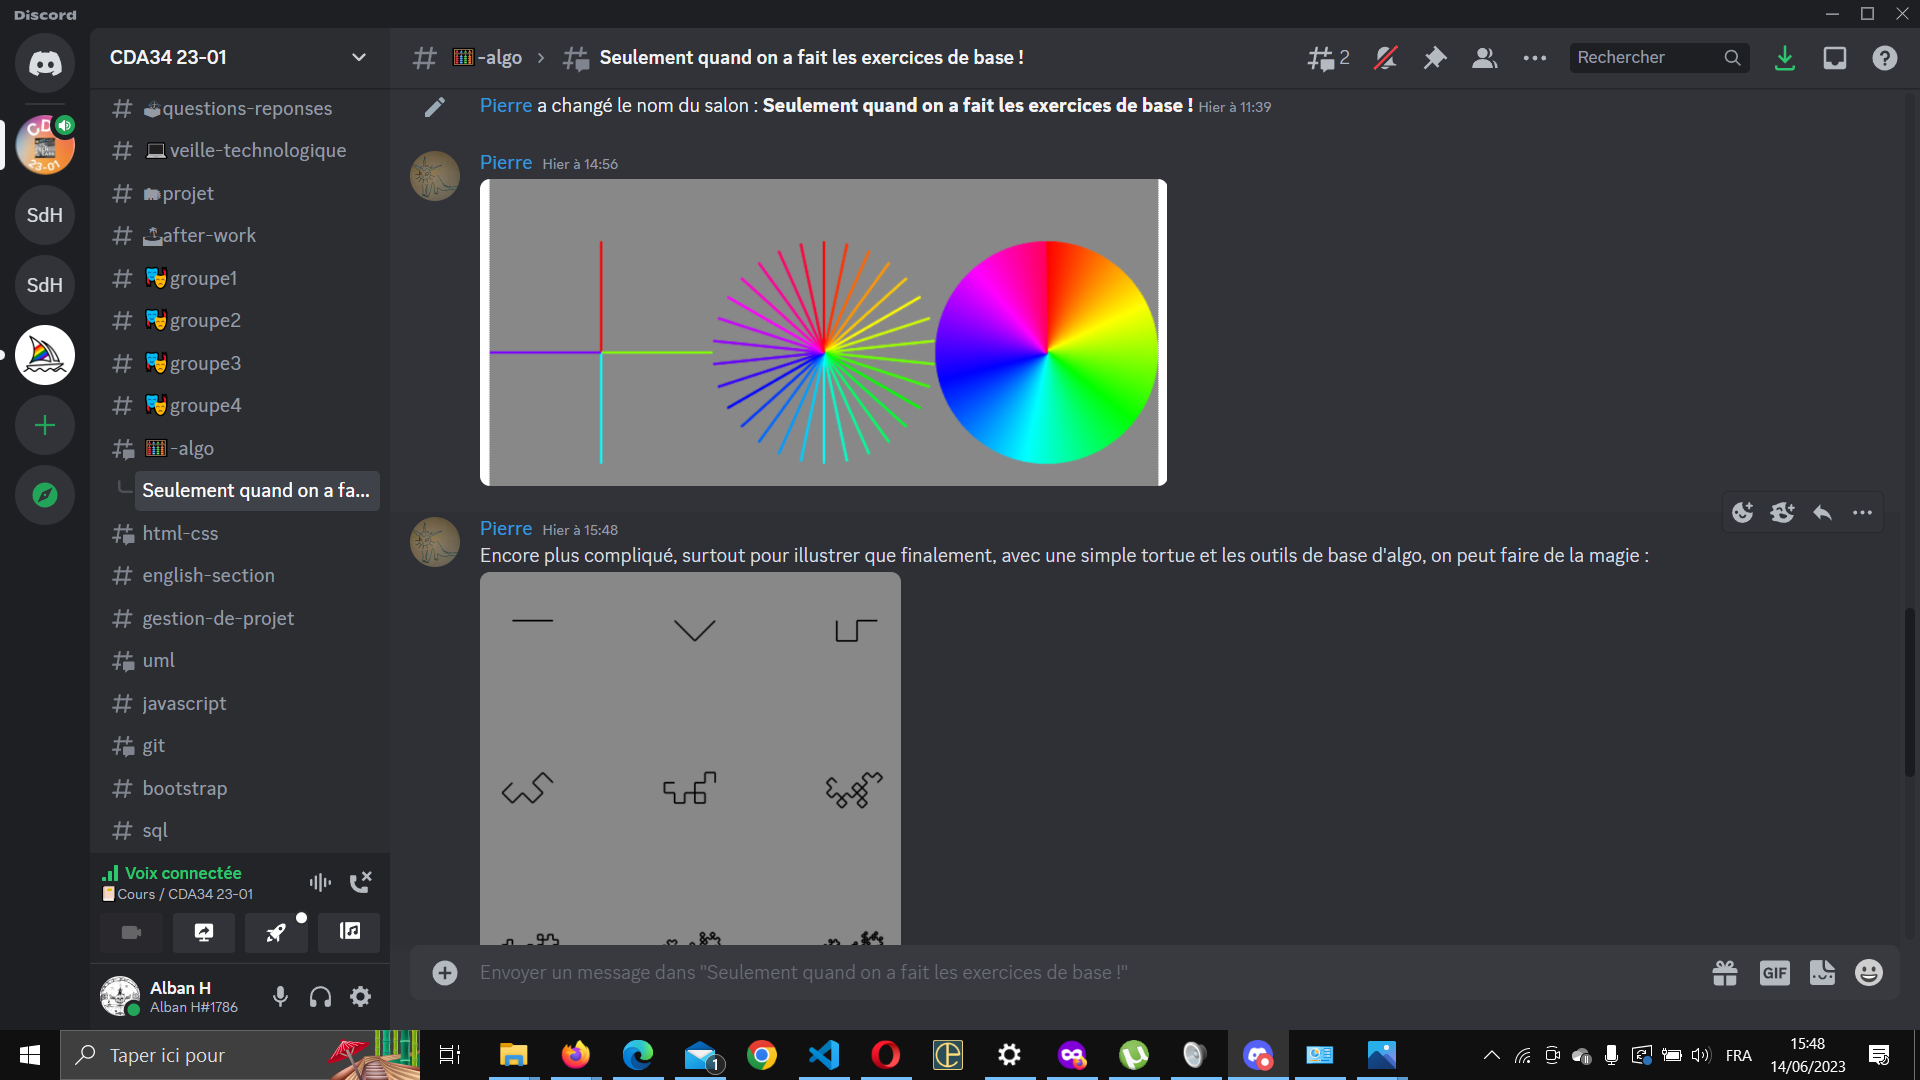 Discord
CDA34 23-01
-algo
Seulement quand on a fait les exercices de base !
2
Rechercher
questions-reponses
veille-technologique
projet
after-work
groupe1
groupe2
groupe3
groupe4
-algo
Seulement quand on a fa...
html-css
english-section
gestion-de-projet
uml
javascript
git
bootstrap
sql
CD
23-01
SdH
SdH
Voix connectée
Cours / CDA34 23-01
Alban H
Alban H#1786
Pierre a changé le nom du salon : Seulement quand on a fait les exercices de base ! Hier à 11:39
Pierre Hier à 14:56
Pierre Hier à 15:48
Encore plus compliqué, surtout pour illustrer que finalement, avec une simple tortue et les outils de base d'algo, on peut faire de la magie :
Envoyer un message dans "Seulement quand on a fait les exercices de base !"
GIF
Taper ici pour
1
FRA
15:48
14/06/2023